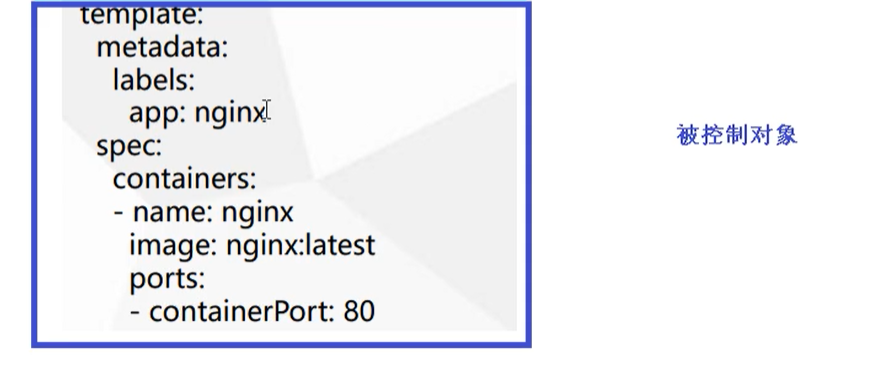 template:
metadata:
labels:
app: nginx
被控制对象
spec:
containers:
- name: nginx
image: nginx:latest
ports:
- containerPort: 80